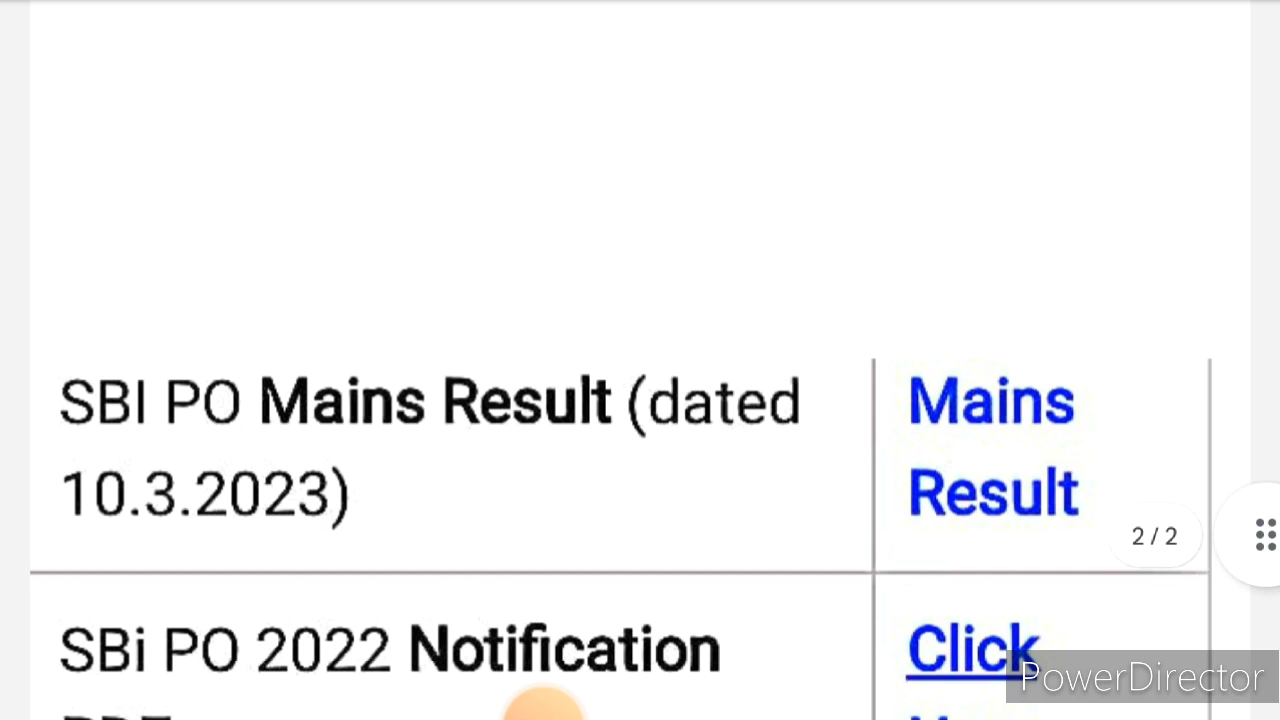 SBI PO Mains Result (dated
10.3.2023)
Mains
Result
2 / 2
SBi PO 2022 Notification
Click
PowerDirector